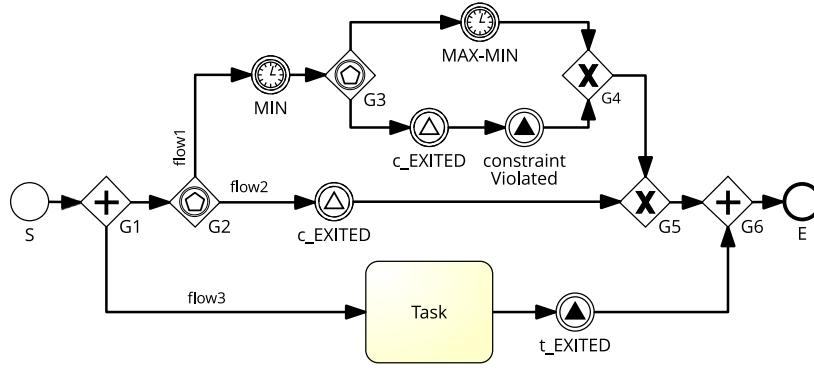 MAX-MIN
MIN
G3
G4
flow1
c_EXITED
constraint
Violated
flow2
S
G1
G2
c_EXITED
G5
G6
E
flow3
Task
t_EXITED